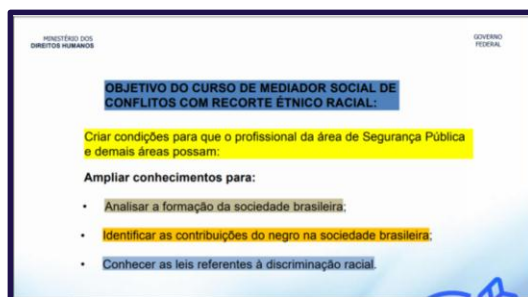 MINISTÉRIO DOS
DIREITOS HUMANOS
GOVERNO
FEDERAL
OBJETIVO DO CURSO DE MEDIADOR SOCIAL DE
CONFLITOS COM RECORTE ÉTNICO RACIAL:
Criar condições para que o profissional da área de Segurança Pública
e demais áreas possam:
Ampliar conhecimentos para:
• Analisar a formação da sociedade brasileira;
• Identificar as contribuições do negro na sociedade brasileira;
• Conhecer as leis referentes à discriminação racial.